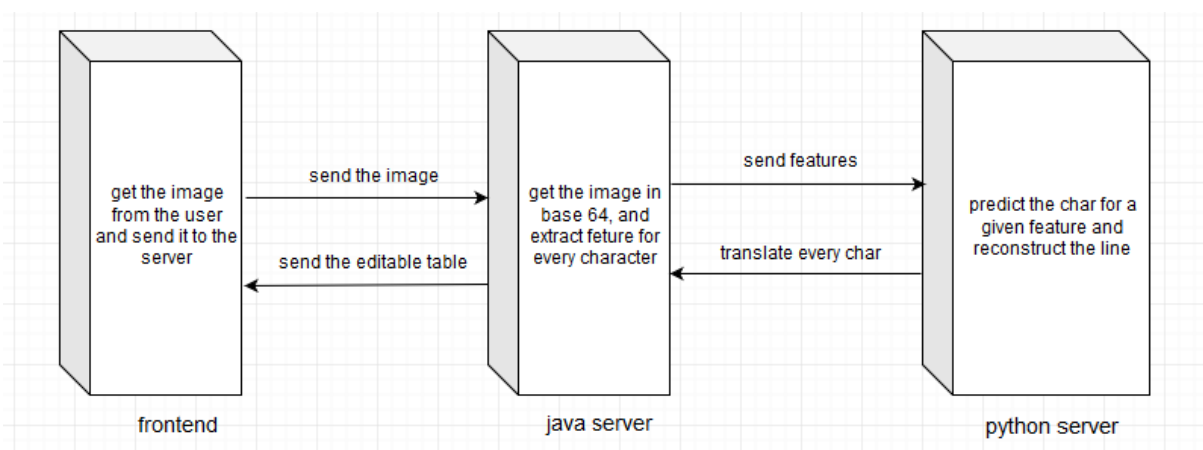 get the image
from the user
and send it to the
server
send the image
send the editable table
get the image in
base 64, and
extract feture for
every character
send features
translate every char
predict the char for a
given feature and
reconstruct the line
frontend
java server
python server